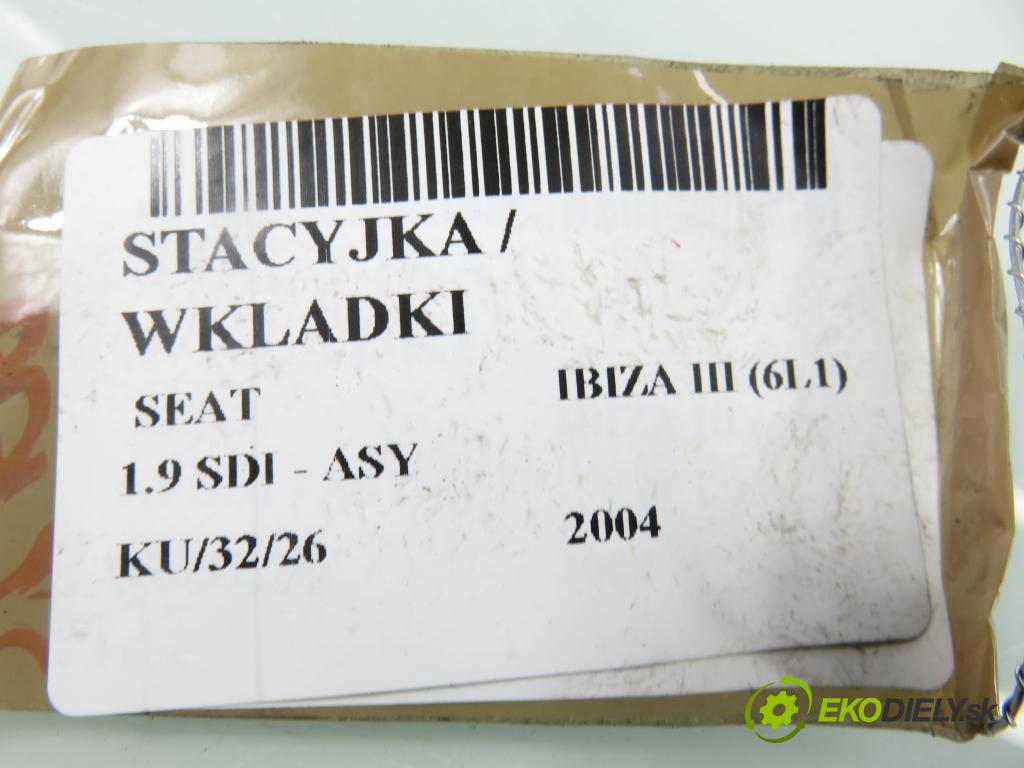 STACYJKA /
WKLADKI
SEAT IBIZA III (6L1)
1.9 SDI - ASY
KU/32/26 2004
EKODIELY.sk